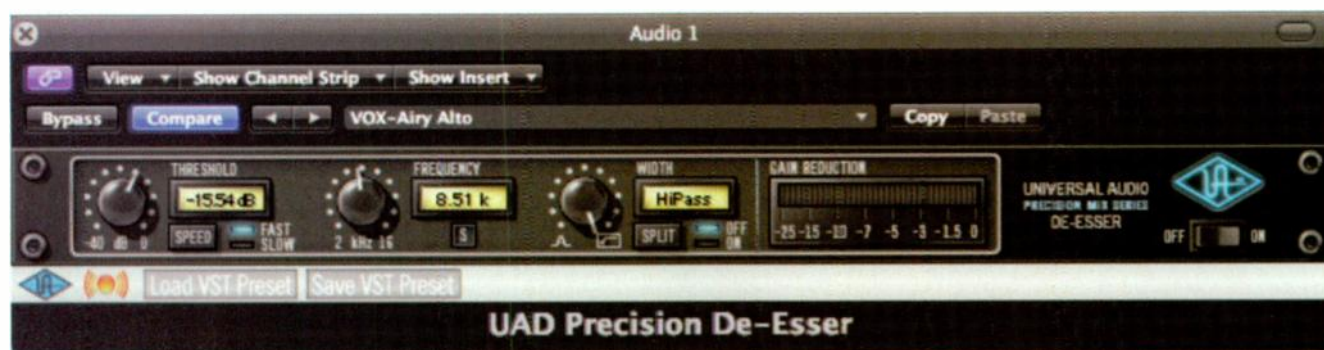 Audio 1
View Show Channel Strip Show Insert
Bypass Compare VOX-Airy Alto Copy Paste
THRESHOLD FREQUENCY WIDTH GAIN REDUCTION
-15.54 dB 8.51 k HiPass
UNIVERSAL AUDIO
PRECISION MIX SERIES
DE-ESSER
SPEED FAST SLOW S SPLIT OFF ON
-40 dB 0 2 kHz 16 -25 -15 -10 -7 -5 -3 -1.5 0
OFF ON
Load VST Preset Save VST Preset
UAD Precision De-Esser